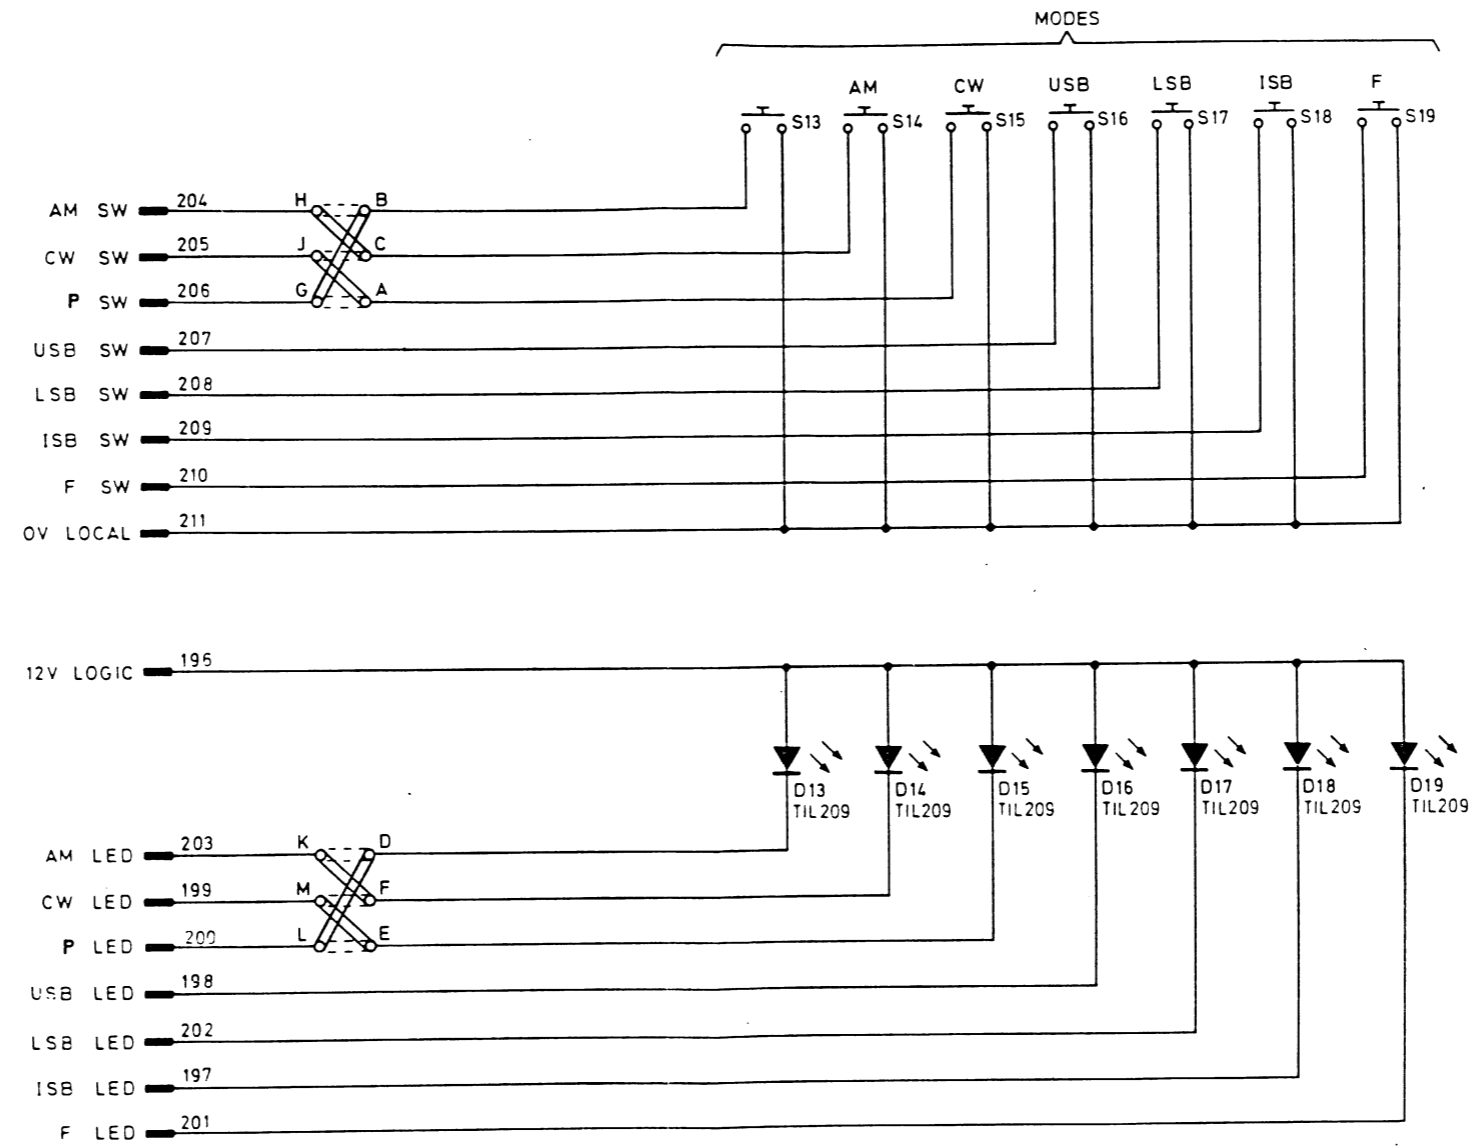 MODES
AM CW USB LSB ISB F
S13 S14 S15 S16 S17 S18 S19
AM SW 204 H B
CW SW 205 J C
P SW 206 G A
USB SW 207
LSB SW 208
ISB SW 209
F SW 210
0V LOCAL 211
12V LOGIC 196
D13 D14 D15 D16 D17 D18 D19
TIL209 TIL209 TIL209 TIL209 TIL209 TIL209 TIL209
AM LED 203 K D
CW LED 199 M F
P LED 200 L E
USB LED 198
LSB LED 202
ISB LED 197
F LED 201